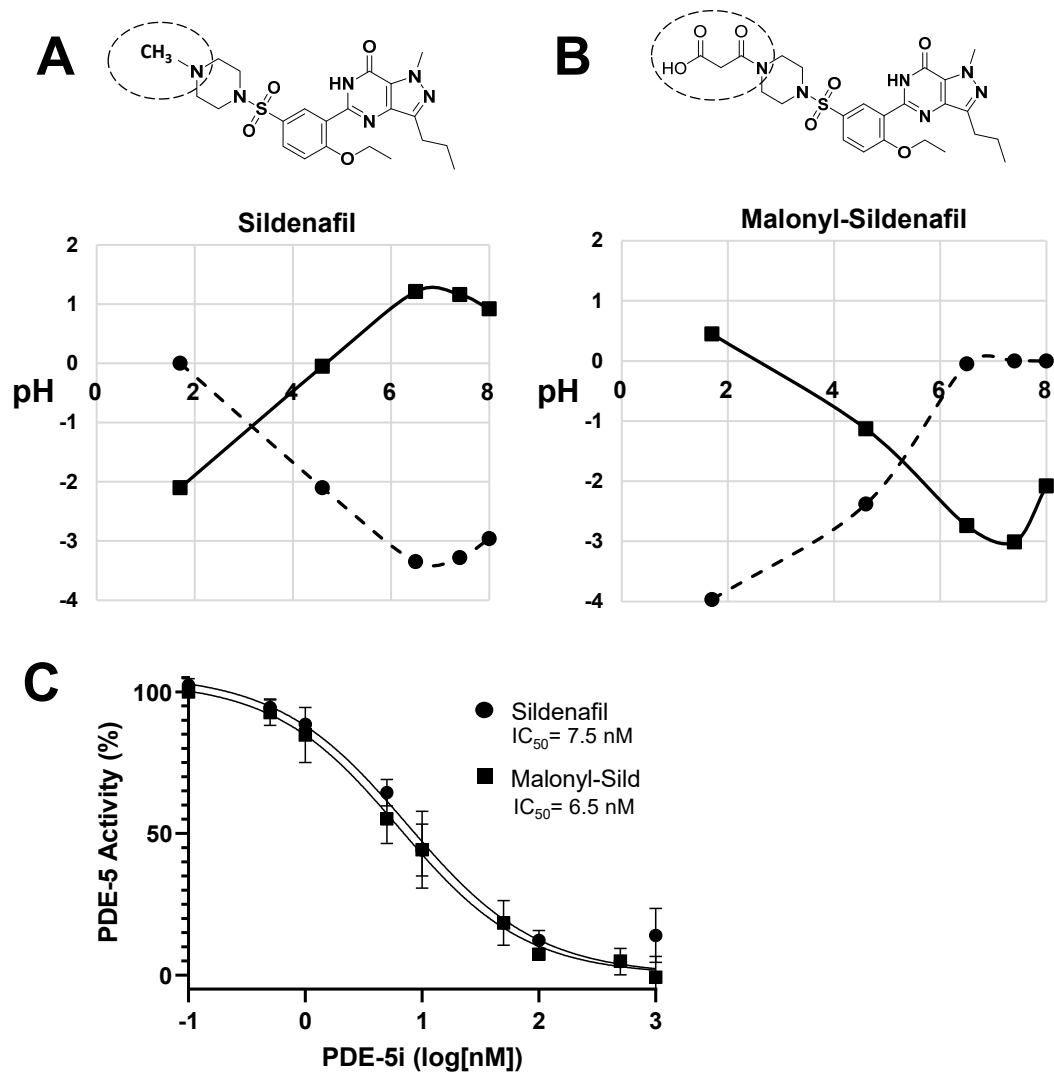 A
B
CH3
N
N
S
O
O
HN
O
N
N
N
O
O
O
HO
N
N
S
O
O
HN
O
N
N
N
O
Sildenafil
Malonyl-Sildenafil
2
1
0
-1
-2
-3
-4
pH
0 2 4 6 8
2
1
0
-1
-2
-3
-4
pH
0 2 4 6 8
C
PDE-5 Activity (%)
100
50
0
Sildenafil
IC50= 7.5 nM
Malonyl-Sild
IC50= 6.5 nM
-1 0 1 2 3
PDE-5i (log[nM])